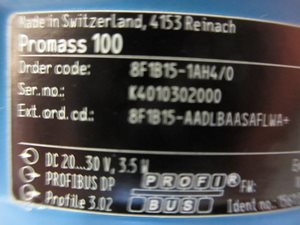 Made in Switzerland, 4153 Reinach
Promass 100
Order code: 8F1B15-1AH4/0
Ser.no.: K4010302000
Ext. ord. cd.: 8F1B15-AADLBAASAFLWA+
DC 20...30 V, 3.5 W
PROFIBUS DP PROFI® FW:
Profile 3.02 BUS Ident no.: